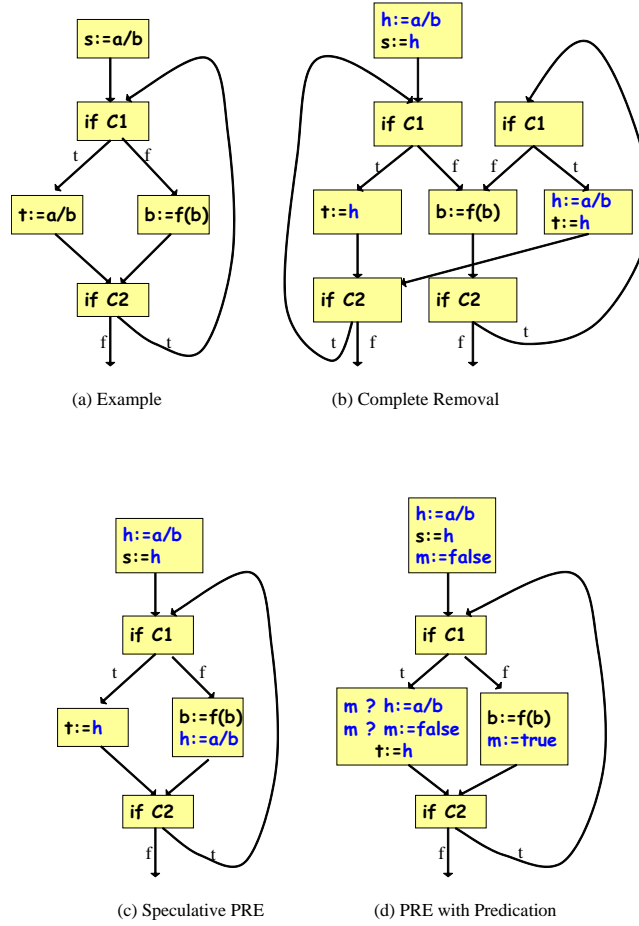 s:=a/b
if C1
t
f
t:=a/b
b:=f(b)
if C2
f
t
(a) Example
h:=a/b
s:=h
if C1
if C1
t
f
f
t
t:=h
b:=f(b)
h:=a/b
t:=h
if C2
if C2
t
f
f
t
(b) Complete Removal
h:=a/b
s:=h
if C1
t
f
t:=h
b:=f(b)
h:=a/b
if C2
f
t
(c) Speculative PRE
h:=a/b
s:=h
m:=false
if C1
t
f
m ? h:=a/b
m ? m:=false
t:=h
b:=f(b)
m:=true
if C2
f
t
(d) PRE with Predication